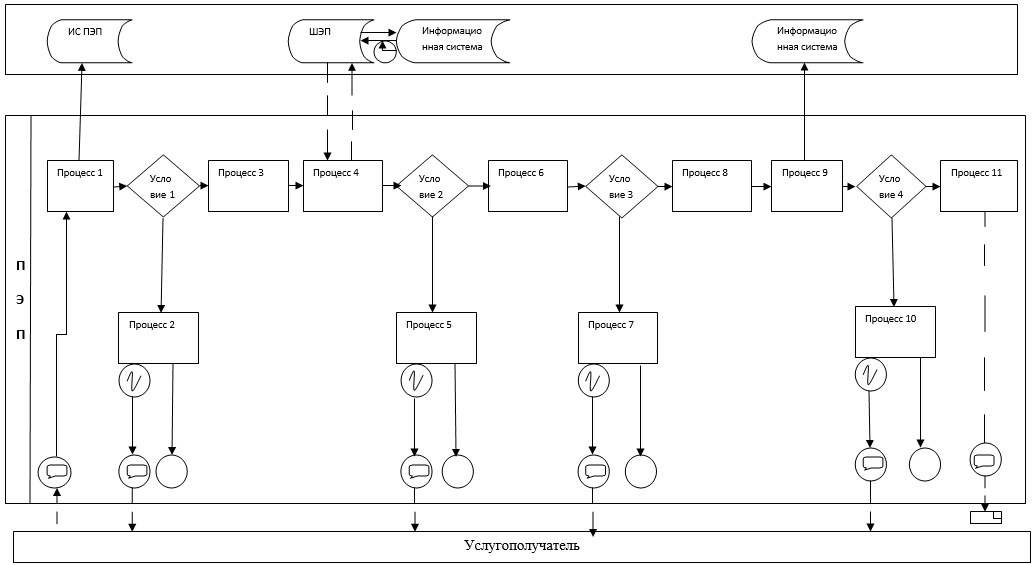 ИС ПЭП
ШЭП
Информацио
нная система
Информацио
нная система
Процесс 1
Усло
вие 1
Процесс 3
Процесс 4
Усло
вие 2
Процесс 6
Усло
вие 3
Процесс 8
Процесс 9
Усло
вие 4
Процесс 11
П
Э
П
Процесс 2
Процесс 5
Процесс 7
Процесс 10
Услугополучатель